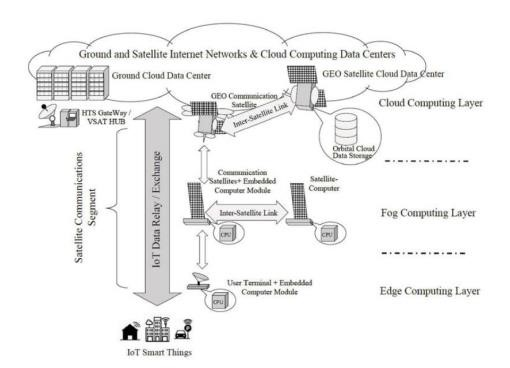 Ground and Satellite Internet Networks & Cloud Computing Data Centers
Ground Cloud Data Center
GEO Satellite Cloud Data Center
HTS GateWay /
VSAT HUB
GEO Communication
Satellite
Inter-Satellite Link
Orbital Cloud
Data Storage
Cloud Computing Layer
Satellite Communications
Segment
IoT Data Relay / Exchange
Communication
Satellites+ Embedded
Computer Module
Satellite-
Computer
Inter-Satellite Link
CPU
CPU
Fog Computing Layer
User Terminal + Embedded
Computer Module
CPU
Edge Computing Layer
IoT Smart Things